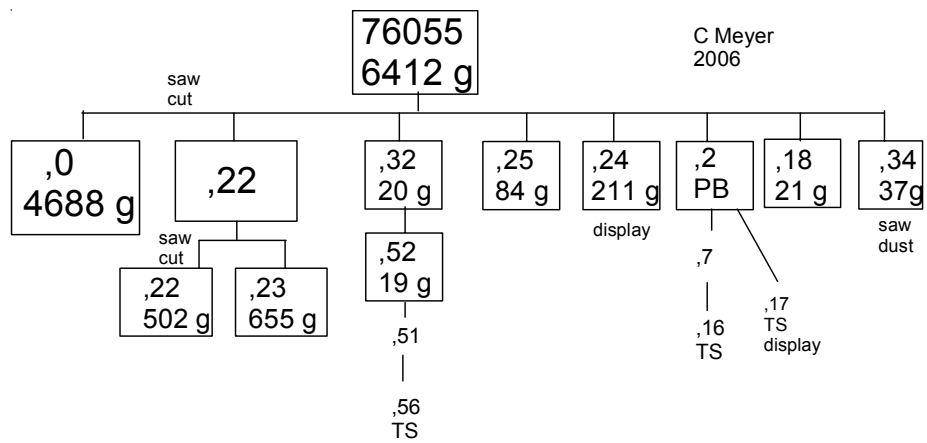 76055
6412 g
C Meyer
2006
saw
cut
,0
4688 g
,22
,32
20 g
,25
84 g
,24
211 g
display
,2
PB
,18
21 g
,34
37g
saw
dust
saw
cut
,22
502 g
,23
655 g
,52
19 g
,51
,56
TS
,7
,16
TS
,17
TS
display